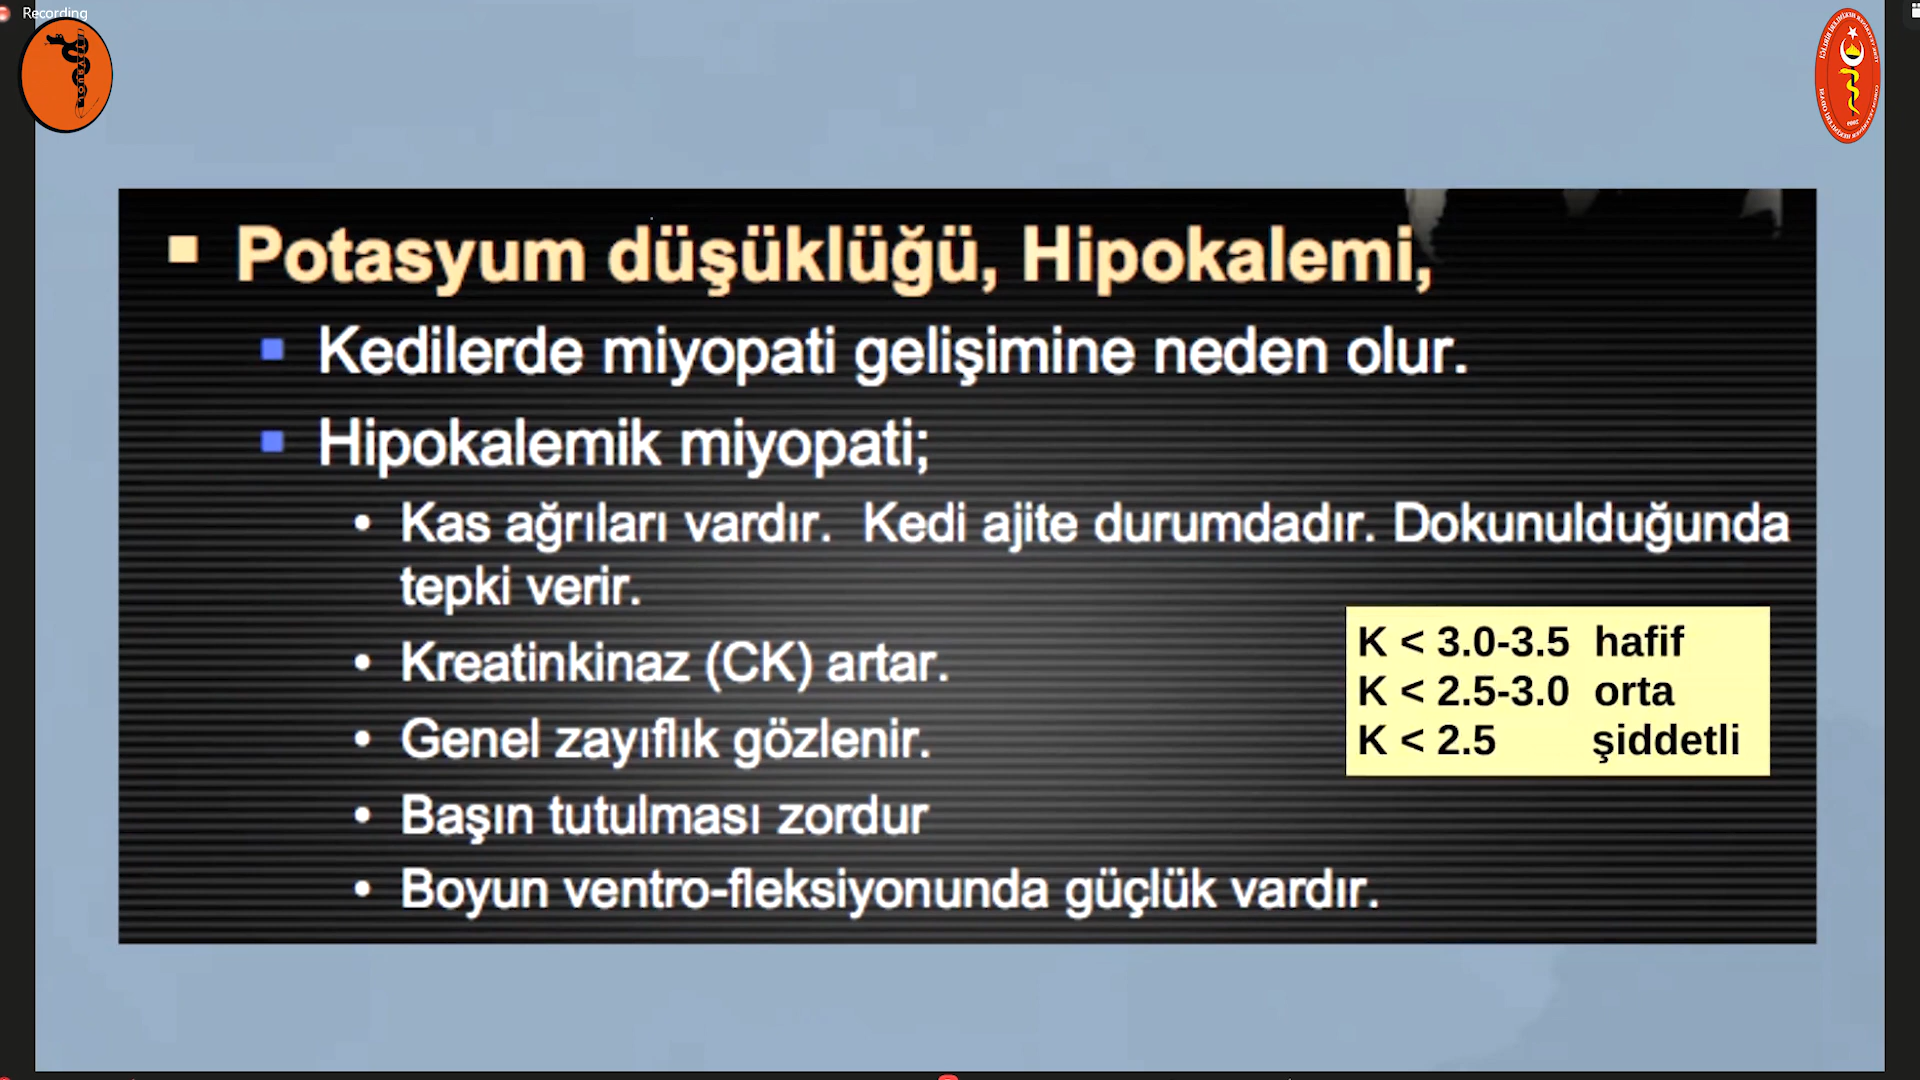 Recording
Potasyum düşüklüğü, Hipokalemi,
Kedilerde miyopati gelişimine neden olur.
Hipokalemik miyopati;
Kas ağrıları vardır. Kedi ajite durumdadır. Dokunulduğunda
tepki verir.
Kreatinkinaz (CK) artar.
Genel zayıflık gözlenir.
Başın tutulması zordur
Boyun ventro-fleksiyonunda güçlük vardır.
K < 3.0-3.5 hafif
K < 2.5-3.0 orta
K < 2.5 şiddetli